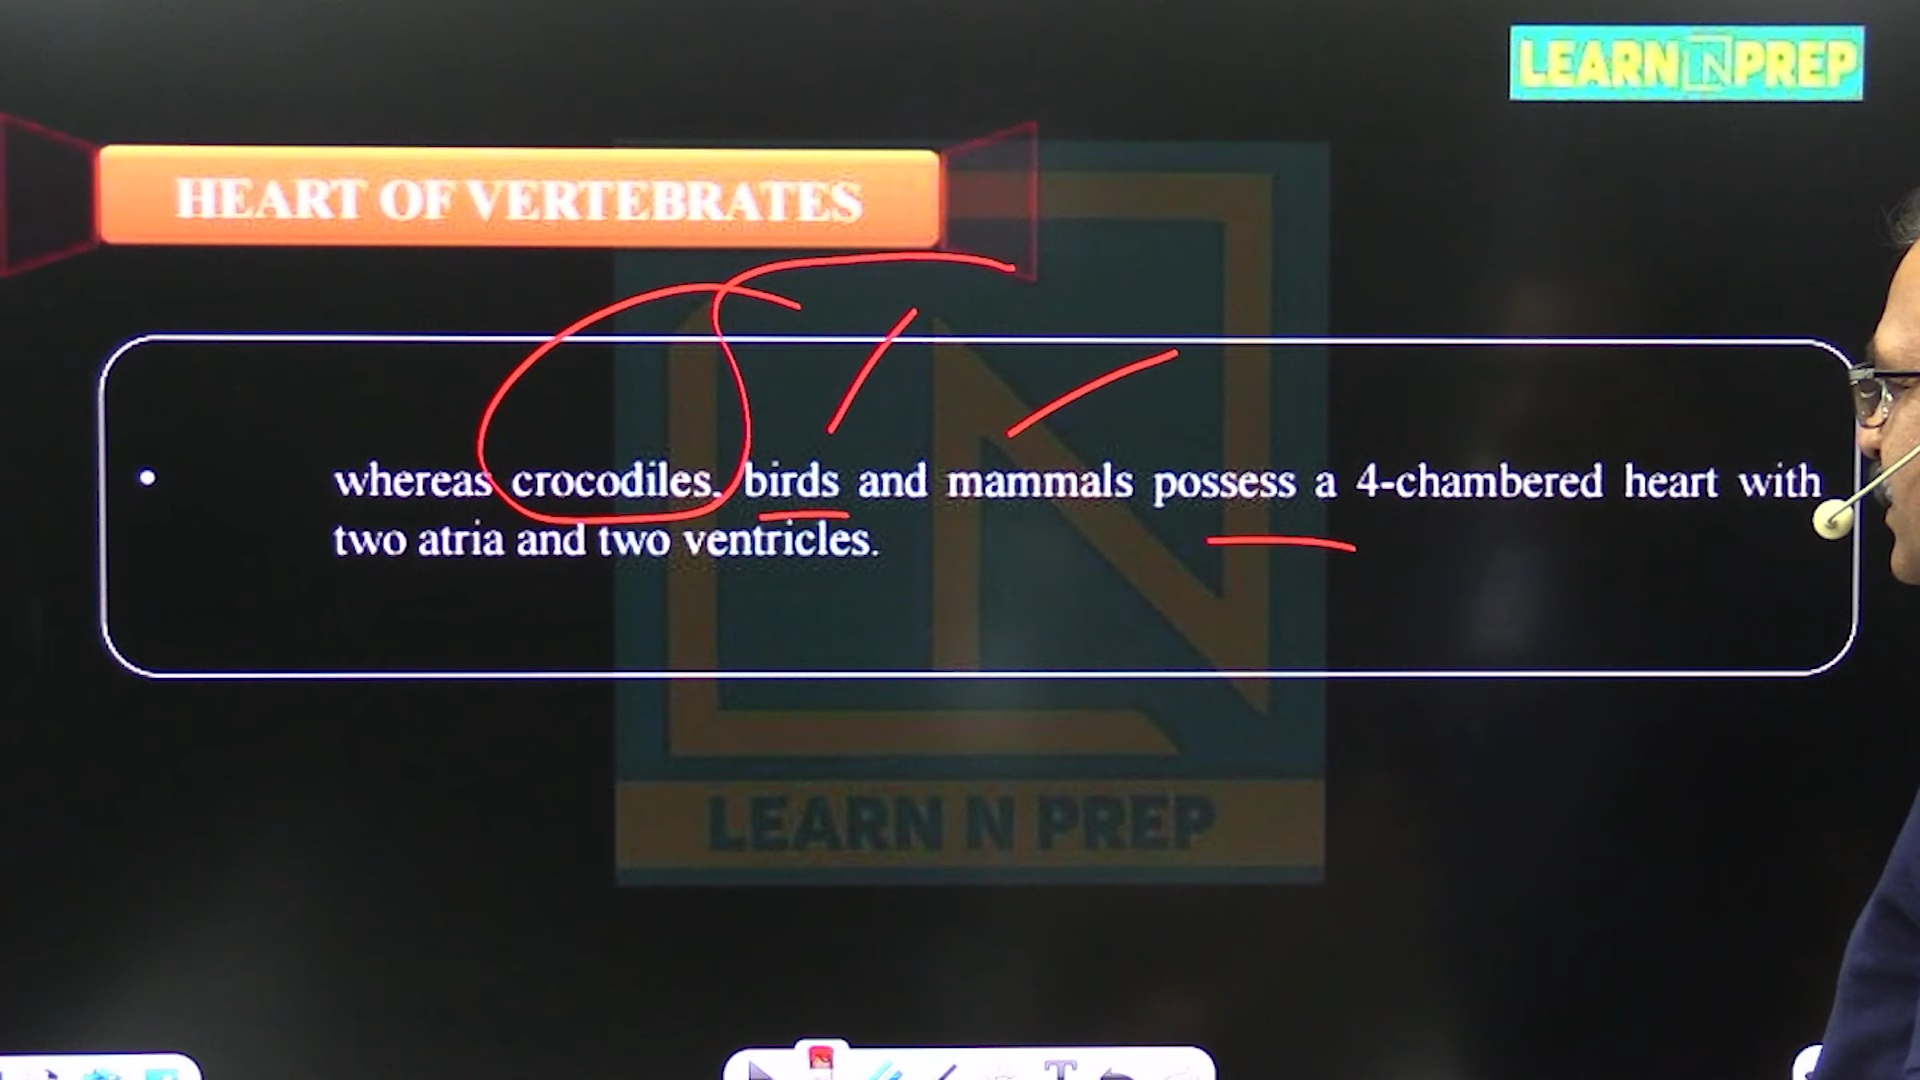 LEARN N PREP
HEART OF VERTEBRATES
• whereas crocodiles, birds and mammals possess a 4-chambered heart with
two atria and two ventricles.
LEARN N PREP
T